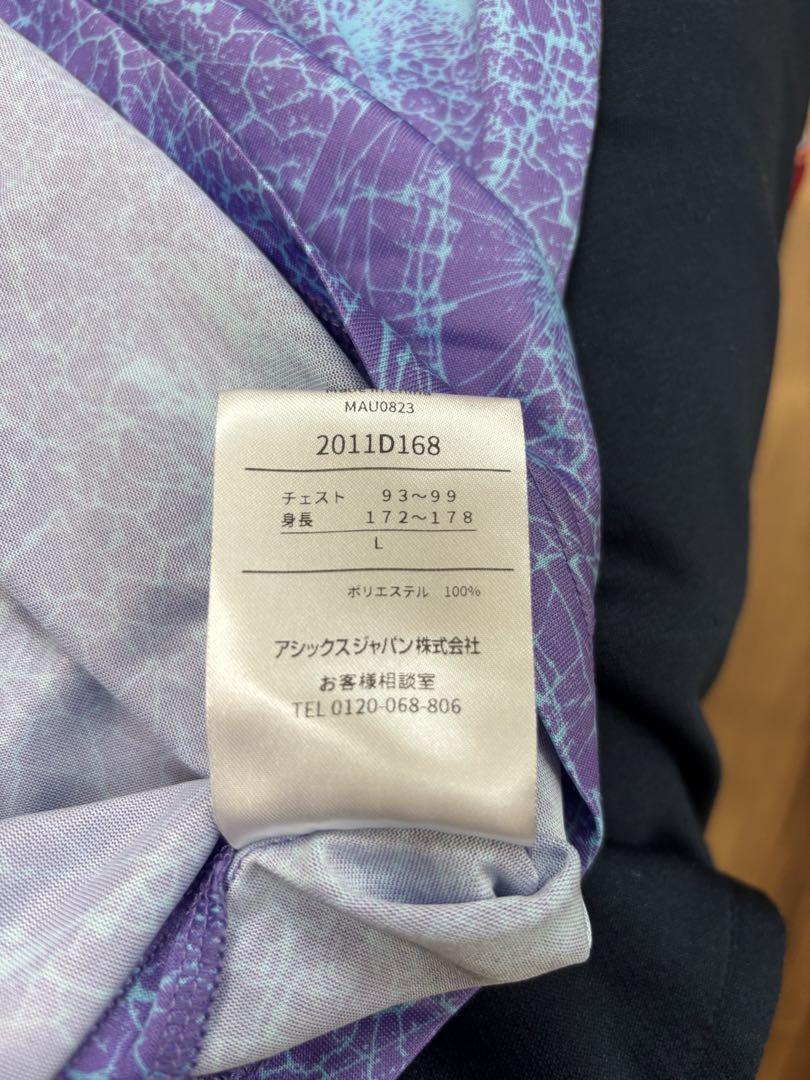 MAU0823
2011D168
チェスト 93～99
身長 172～178
L
ポリエステル 100%
アシックスジャパン株式会社
お客様相談室
TEL 0120-068-806